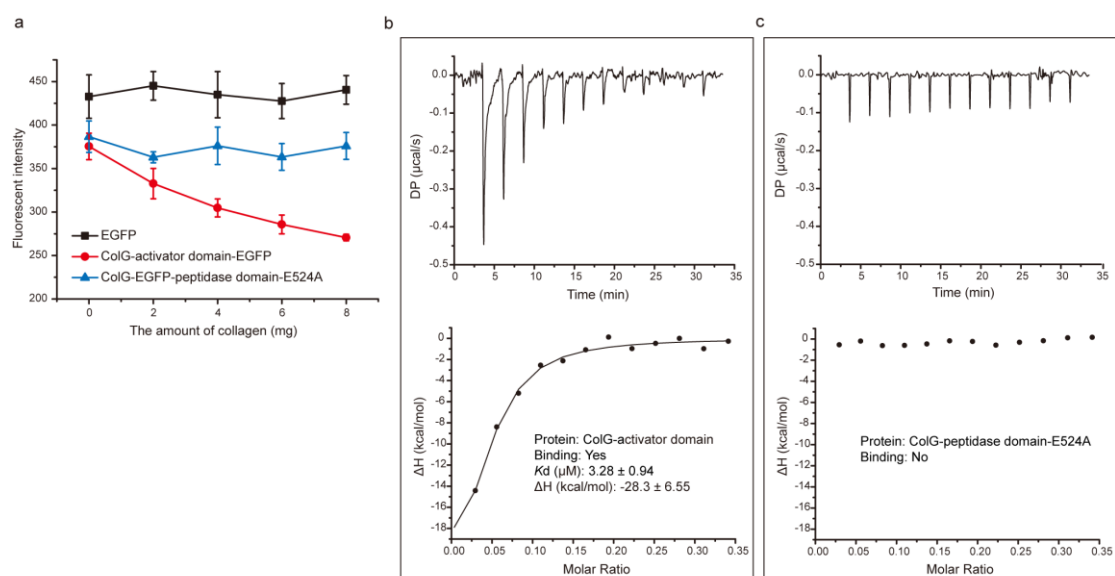 a
Fluorescent intensity
450
400
350
300
250
200
EGFP
ColG-activator domain-EGFP
ColG-EGFP-peptidase domain-E524A
0 2 4 6 8
The amount of collagen (mg)
b
DP (μcal/s)
0.0
-0.1
-0.2
-0.3
-0.4
-0.5
0 5 10 15 20 25 30 35
Time (min)
ΔH (kcal/mol)
0
-2
-4
-6
-8
-10
-12
-14
-16
-18
Protein: ColG-activator domain
Binding: Yes
Kd (μM): 3.28 ± 0.94
ΔH (kcal/mol): -28.3 ± 6.55
0.00 0.05 0.10 0.15 0.20 0.25 0.30 0.35
Molar Ratio
c
DP (μcal/s)
0.0
-0.1
-0.2
-0.3
-0.4
-0.5
0 5 10 15 20 25 30 35
Time (min)
ΔH (kcal/mol)
0
-2
-4
-6
-8
-10
-12
-14
-16
-18
Protein: ColG-peptidase domain-E524A
Binding: No
0.00 0.05 0.10 0.15 0.20 0.25 0.30 0.35
Molar Ratio